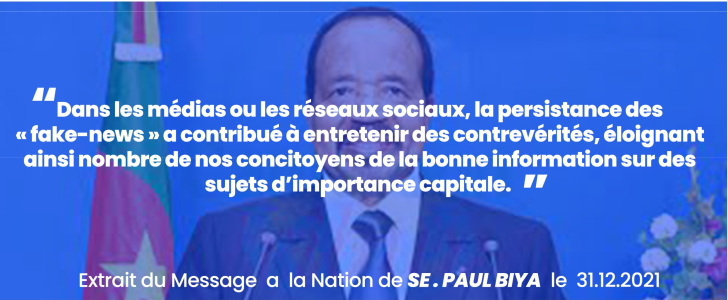 “ Dans les médias ou les réseaux sociaux, la persistance des
« fake-news » a contribué à entretenir des contrevérités, éloignant
ainsi nombre de nos concitoyens de la bonne information sur des
sujets d’importance capitale. ”
Extrait du Message a la Nation de SE . PAUL BIYA le 31.12.2021